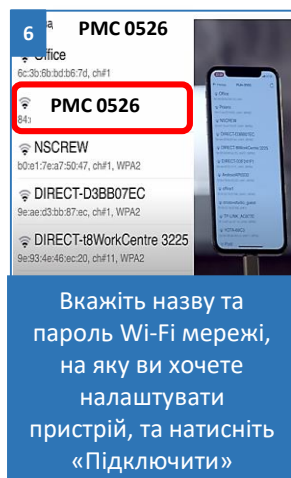 6
PMC 0526
Office
6c:3b:6b:bd:b6:7d, ch#1
PMC 0526
84:
NSCREW
b0:e1:7e:a7:50:47, ch#1, WPA2
DIRECT-D3BB07EC
9e:ae:d3:bb:87:ec, ch#1, WPA2
DIRECT-t8WorkCentre 3225
9e:93:4e:46:ec:20, ch#11, WPA2
Вкажіть назву та
пароль Wi-Fi мережі,
на яку ви хочете
налаштувати
пристрій, та натисніть
«Підключити»